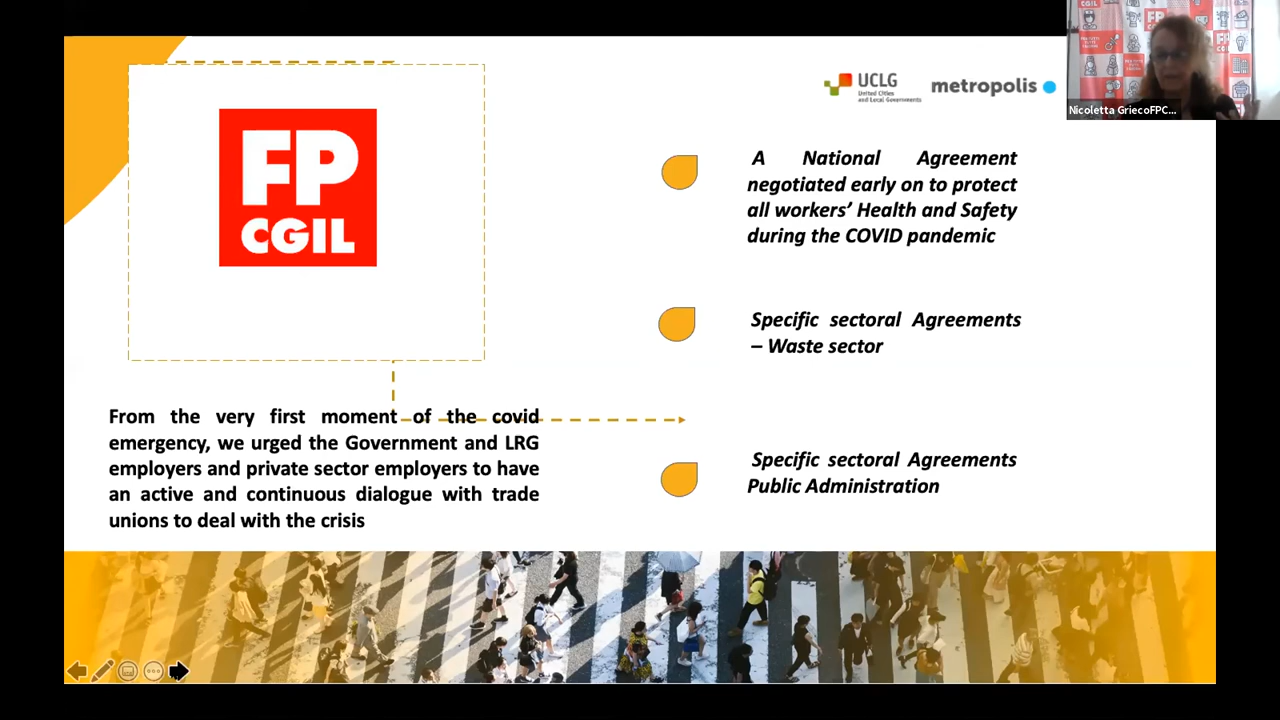 FP
CGIL
UCLG
United Cities
and Local Governments
metropolis
Nicoletta GriecoFPC...
A National Agreement
negotiated early on to protect
all workers’ Health and Safety
during the COVID pandemic
Specific sectoral Agreements
– Waste sector
From the very first moment of the covid
emergency, we urged the Government and LRG
employers and private sector employers to have
an active and continuous dialogue with trade
unions to deal with the crisis
Specific sectoral Agreements
Public Administration